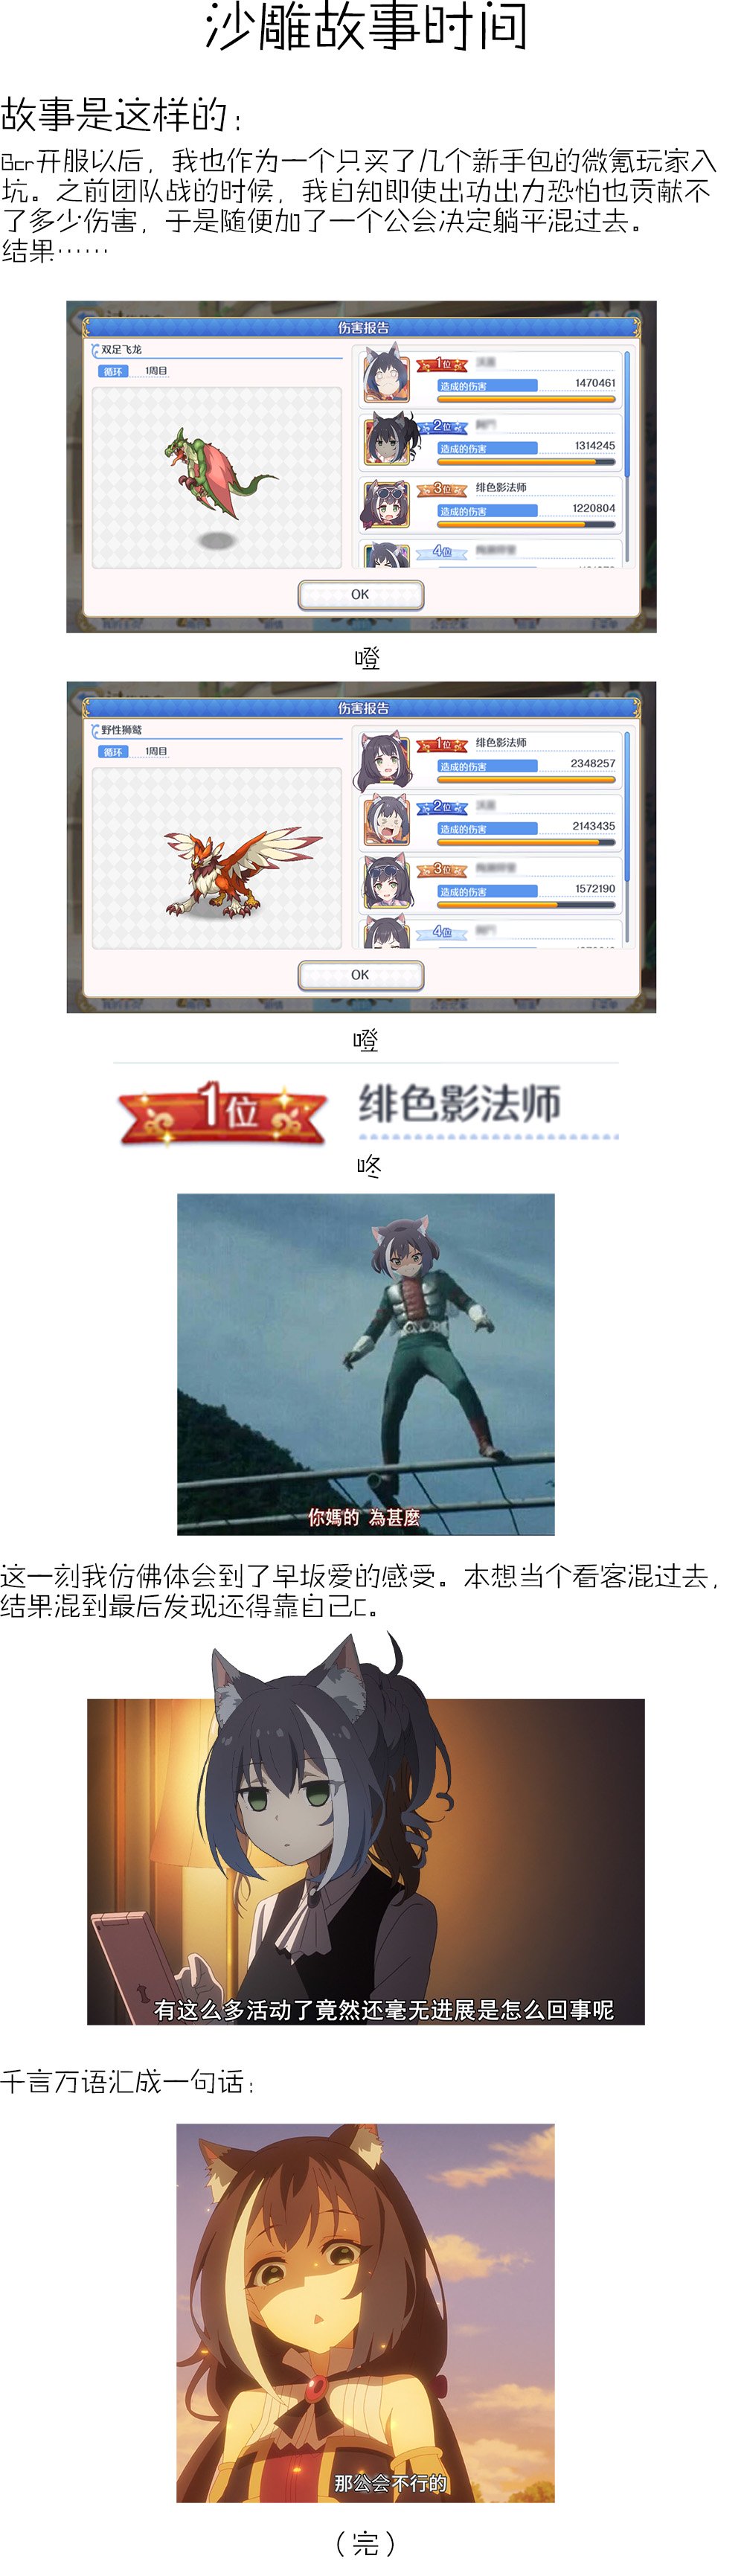 沙雕故事时间
故事是这样的：
Bcr开服以后，我也作为一个只买了几个新手包的微氪玩家入
坑。之前团队战的时候，我自知即使出功出力恐怕也贡献不
了多少伤害，于是随便加了一个公会决定躺平混过去。
结果……
伤害报告
双足飞龙
循环 1周目
1位
造成的伤害 1470461
2位
造成的伤害 1314245
3位 绯色影法师
造成的伤害 1220804
4位
OK
噔
伤害报告
野性狮鹫
循环 1周目
1位 绯色影法师
造成的伤害 2348257
2位
造成的伤害 2143435
3位
造成的伤害 1572190
4位
OK
噔
1位 绯色影法师
咚
你媽的 為甚麼
这一刻我仿佛体会到了早坂爱的感受。本想当个看客混过去，
结果混到最后发现还得靠自己C。
有这么多活动了竟然还毫无进展是怎么回事呢
千言万语汇成一句话：
那公会不行的
（完）